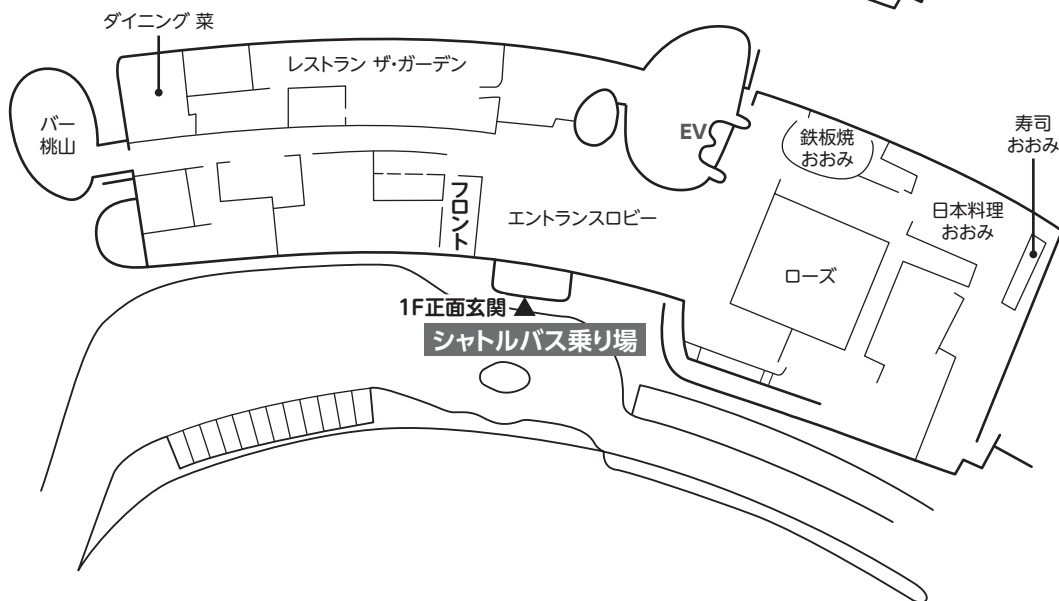 ダイニング 菜
レストラン ザ・ガーデン
バー
桃山
EV
鉄板焼
おおみ
寿司
おおみ
フロント
エントランスロビー
日本料理
おおみ
ローズ
1F正面玄関
シャトルバス乗り場